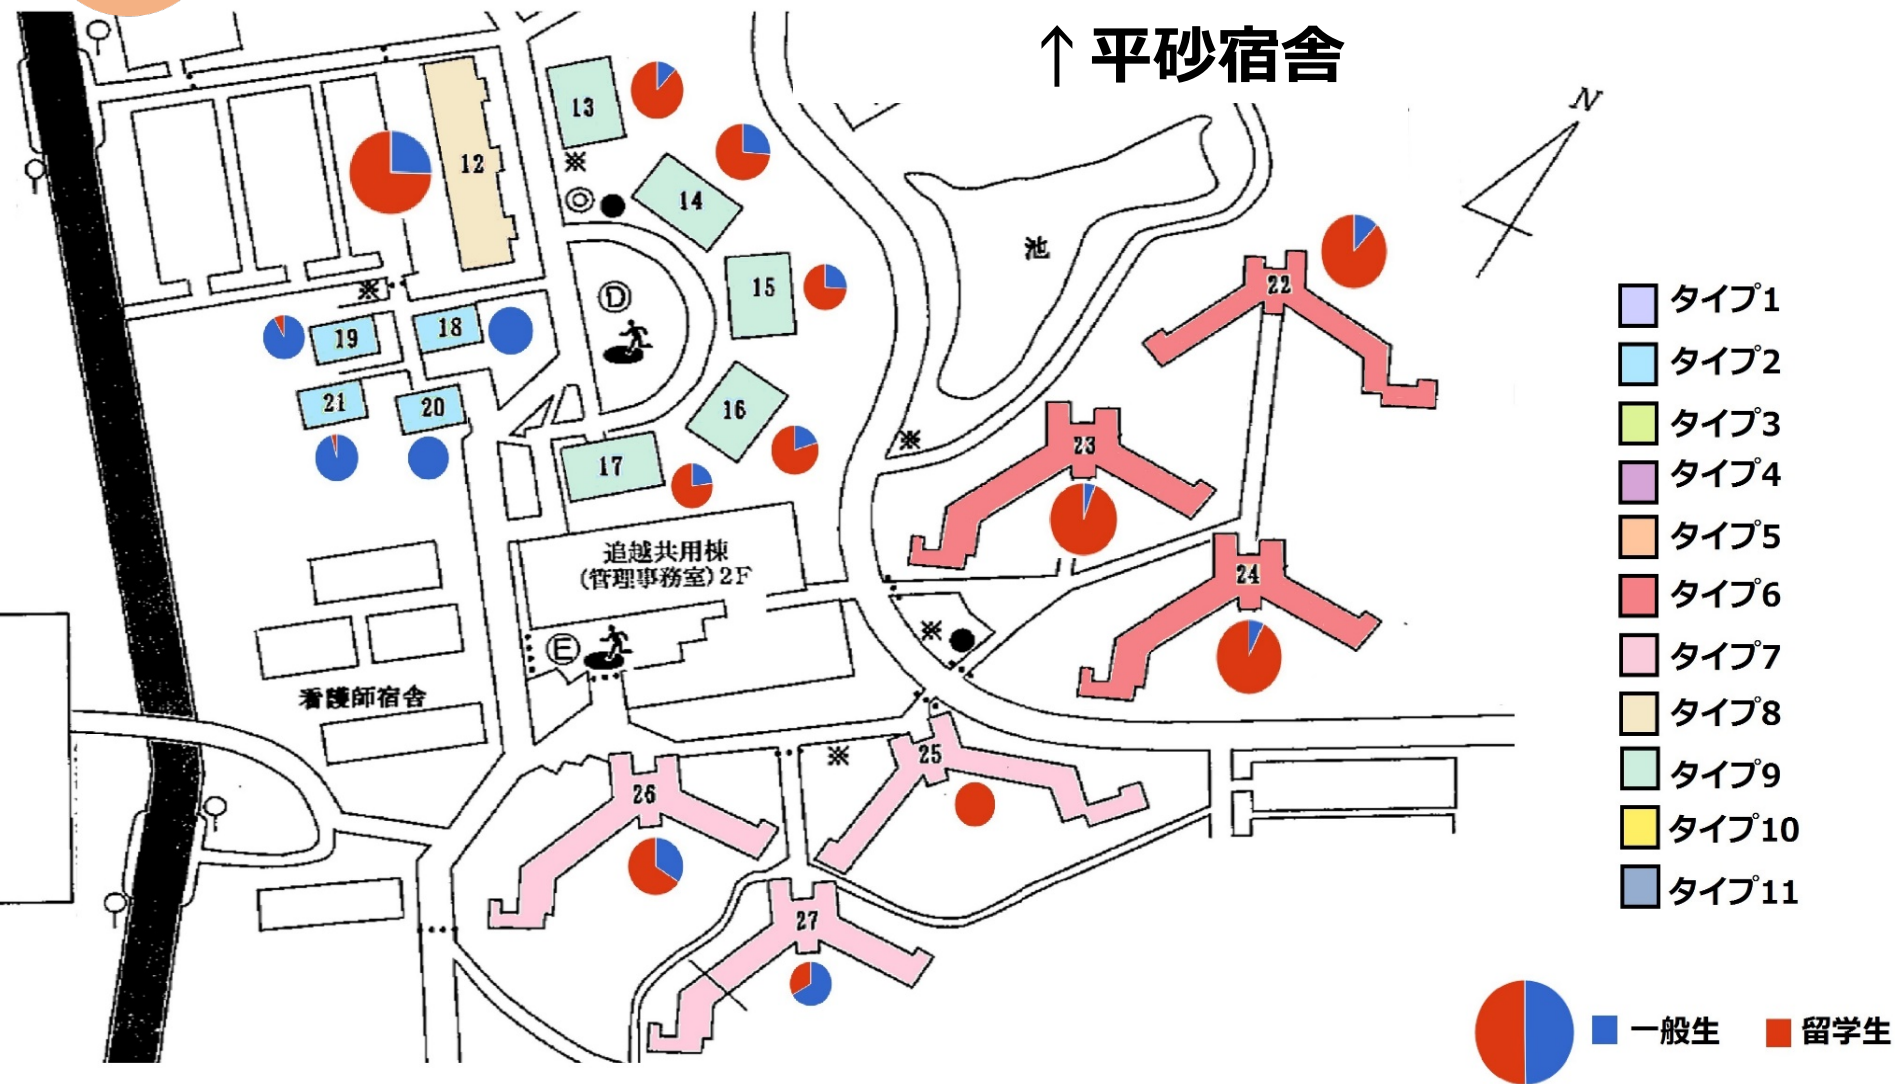 ↑平砂宿舎
N
13
12
14
※
◎
池
15
22
D
※
19
18
21
20
16
※
23
17
追越共用棟
(管理事務室)2F
24
※
E
看護師宿舎
※
25
26
27
タイプ1
タイプ2
タイプ3
タイプ4
タイプ5
タイプ6
タイプ7
タイプ8
タイプ9
タイプ10
タイプ11
一般生 留学生